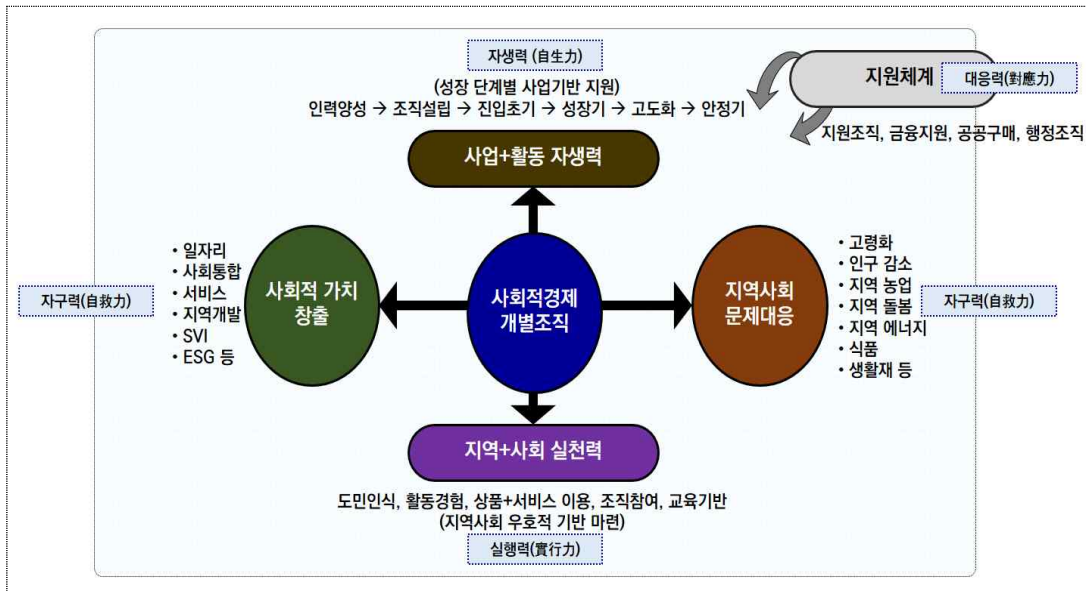 자생력 (自生力)
(성장 단계별 사업기반 지원)
인력양성 → 조직설립 → 진입초기 → 성장기 → 고도화 → 안정기
지원체계
대응력(對應力)
지원조직, 금융지원, 공공구매, 행정조직
사업+활동 자생력
자구력(自救力)
• 일자리
• 사회통합
• 서비스
• 지역개발
• SVI
• ESG 등
사회적 가치
창출
사회적경제
개별조직
지역사회
문제대응
• 고령화
• 인구 감소
• 지역 농업
• 지역 돌봄
• 지역 에너지
• 식품
• 생활재 등
자구력(自救力)
지역+사회 실천력
도민인식, 활동경험, 상품+서비스 이용, 조직참여, 교육기반
(지역사회 우호적 기반 마련)
실행력(實行力)